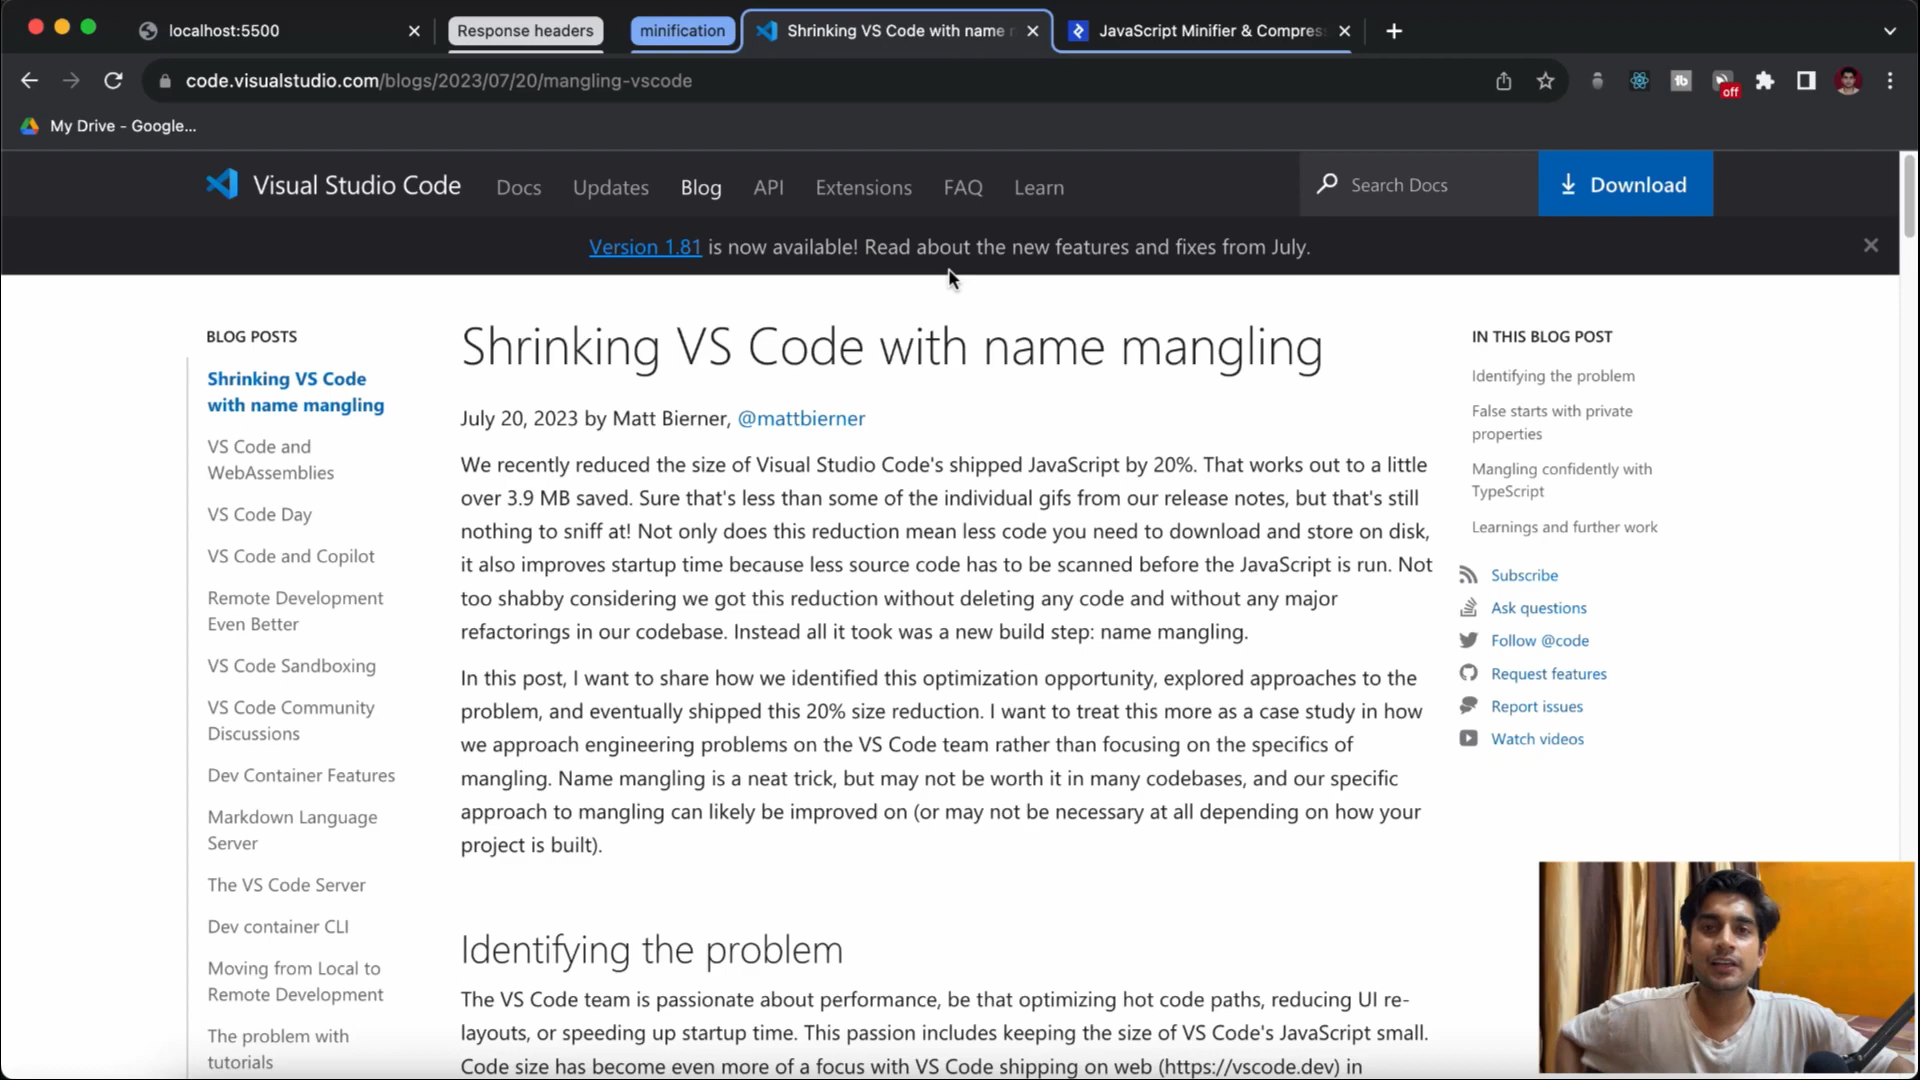 localhost:5500
Response headers
minification
Shrinking VS Code with name
JavaScript Minifier & Compres
code.visualstudio.com/blogs/2023/07/20/mangling-vscode
off
My Drive - Google...
Visual Studio Code
Docs
Updates
Blog
API
Extensions
FAQ
Learn
Search Docs
Download
Version 1.81 is now available! Read about the new features and fixes from July.
BLOG POSTS
Shrinking VS Code
with name mangling
VS Code and
WebAssemblies
VS Code Day
VS Code and Copilot
Remote Development
Even Better
VS Code Sandboxing
VS Code Community
Discussions
Dev Container Features
Markdown Language
Server
The VS Code Server
Dev container CLI
Moving from Local to
Remote Development
The problem with
tutorials
Shrinking VS Code with name mangling
July 20, 2023 by Matt Bierner, @mattbierner
We recently reduced the size of Visual Studio Code's shipped JavaScript by 20%. That works out to a little
over 3.9 MB saved. Sure that's less than some of the individual gifs from our release notes, but that's still
nothing to sniff at! Not only does this reduction mean less code you need to download and store on disk,
it also improves startup time because less source code has to be scanned before the JavaScript is run. Not
too shabby considering we got this reduction without deleting any code and without any major
refactorings in our codebase. Instead all it took was a new build step: name mangling.
In this post, I want to share how we identified this optimization opportunity, explored approaches to the
problem, and eventually shipped this 20% size reduction. I want to treat this more as a case study in how
we approach engineering problems on the VS Code team rather than focusing on the specifics of
mangling. Name mangling is a neat trick, but may not be worth it in many codebases, and our specific
approach to mangling can likely be improved on (or may not be necessary at all depending on how your
project is built).
Identifying the problem
The VS Code team is passionate about performance, be that optimizing hot code paths, reducing UI re-
layouts, or speeding up startup time. This passion includes keeping the size of VS Code's JavaScript small.
Code size has become even more of a focus with VS Code shipping on web (https://vscode.dev) in
IN THIS BLOG POST
Identifying the problem
False starts with private
properties
Mangling confidently with
TypeScript
Learnings and further work
Subscribe
Ask questions
Follow @code
Request features
Report issues
Watch videos